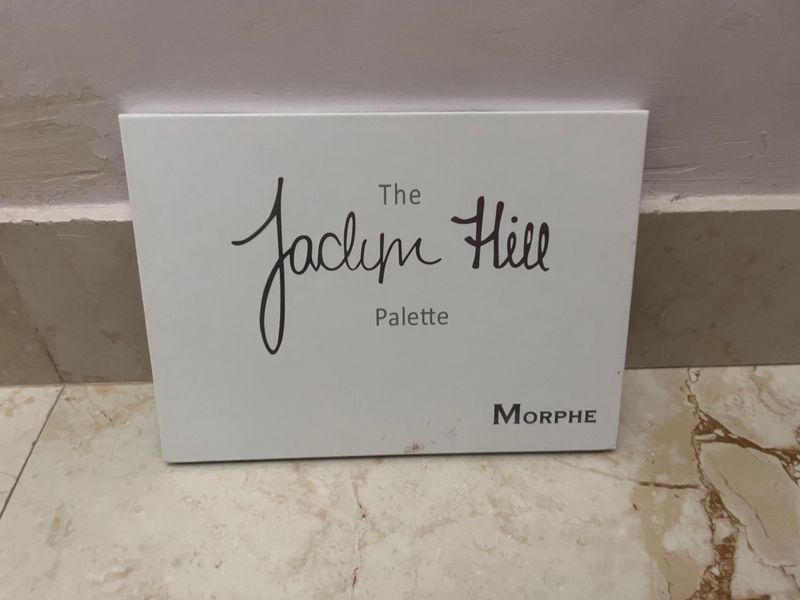 The
Jaclyn Hill
Palette
MORPHE